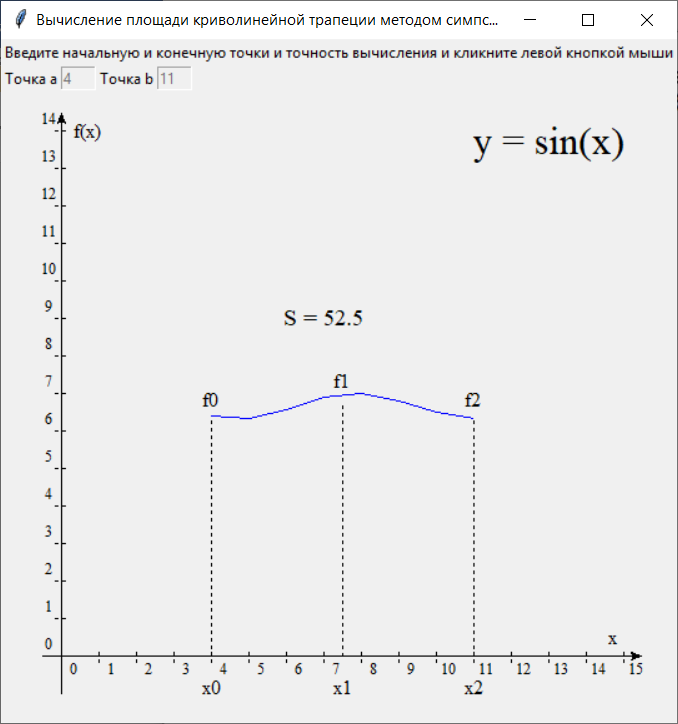 Вычисление площади криволинейной трапеции методом симпс...
Введите начальную и конечную точки и точность вычисления и кликните левой кнопкой мыши
Точка a 4 Точка b 11
14
f(x)
y = sin(x)
13
12
11
10
9
S = 52.5
8
7
f1
f0
f2
6
5
4
3
2
1
0
x
0 1 2 3 4 5 6 7 8 9 10 11 12 13 14 15
x0 x1 x2